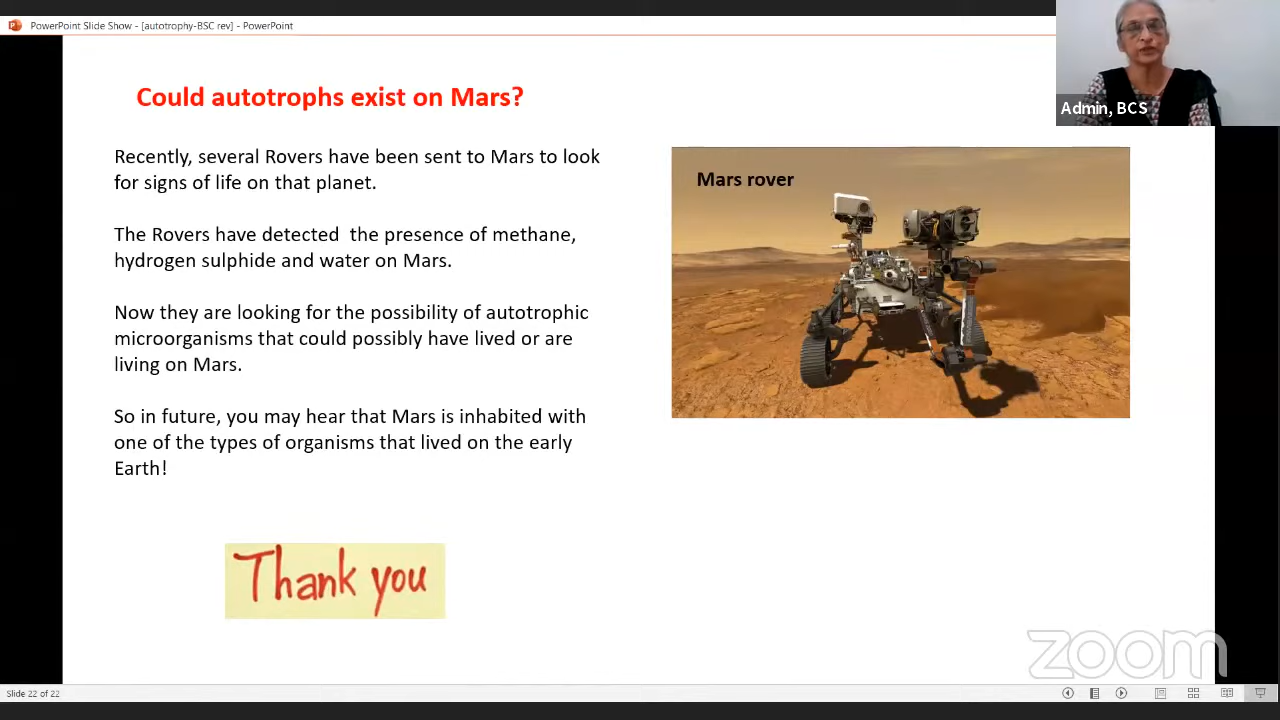 PowerPoint Slide Show - [autotrophy-BSC rev] - PowerPoint
Admin, BCS
Could autotrophs exist on Mars?
Recently, several Rovers have been sent to Mars to look
for signs of life on that planet.
The Rovers have detected  the presence of methane,
hydrogen sulphide and water on Mars.
Now they are looking for the possibility of autotrophic
microorganisms that could possibly have lived or are
living on Mars.
So in future, you may hear that Mars is inhabited with
one of the types of organisms that lived on the early
Earth!
Mars rover
Thank you
zoom
Slide 22 of 22